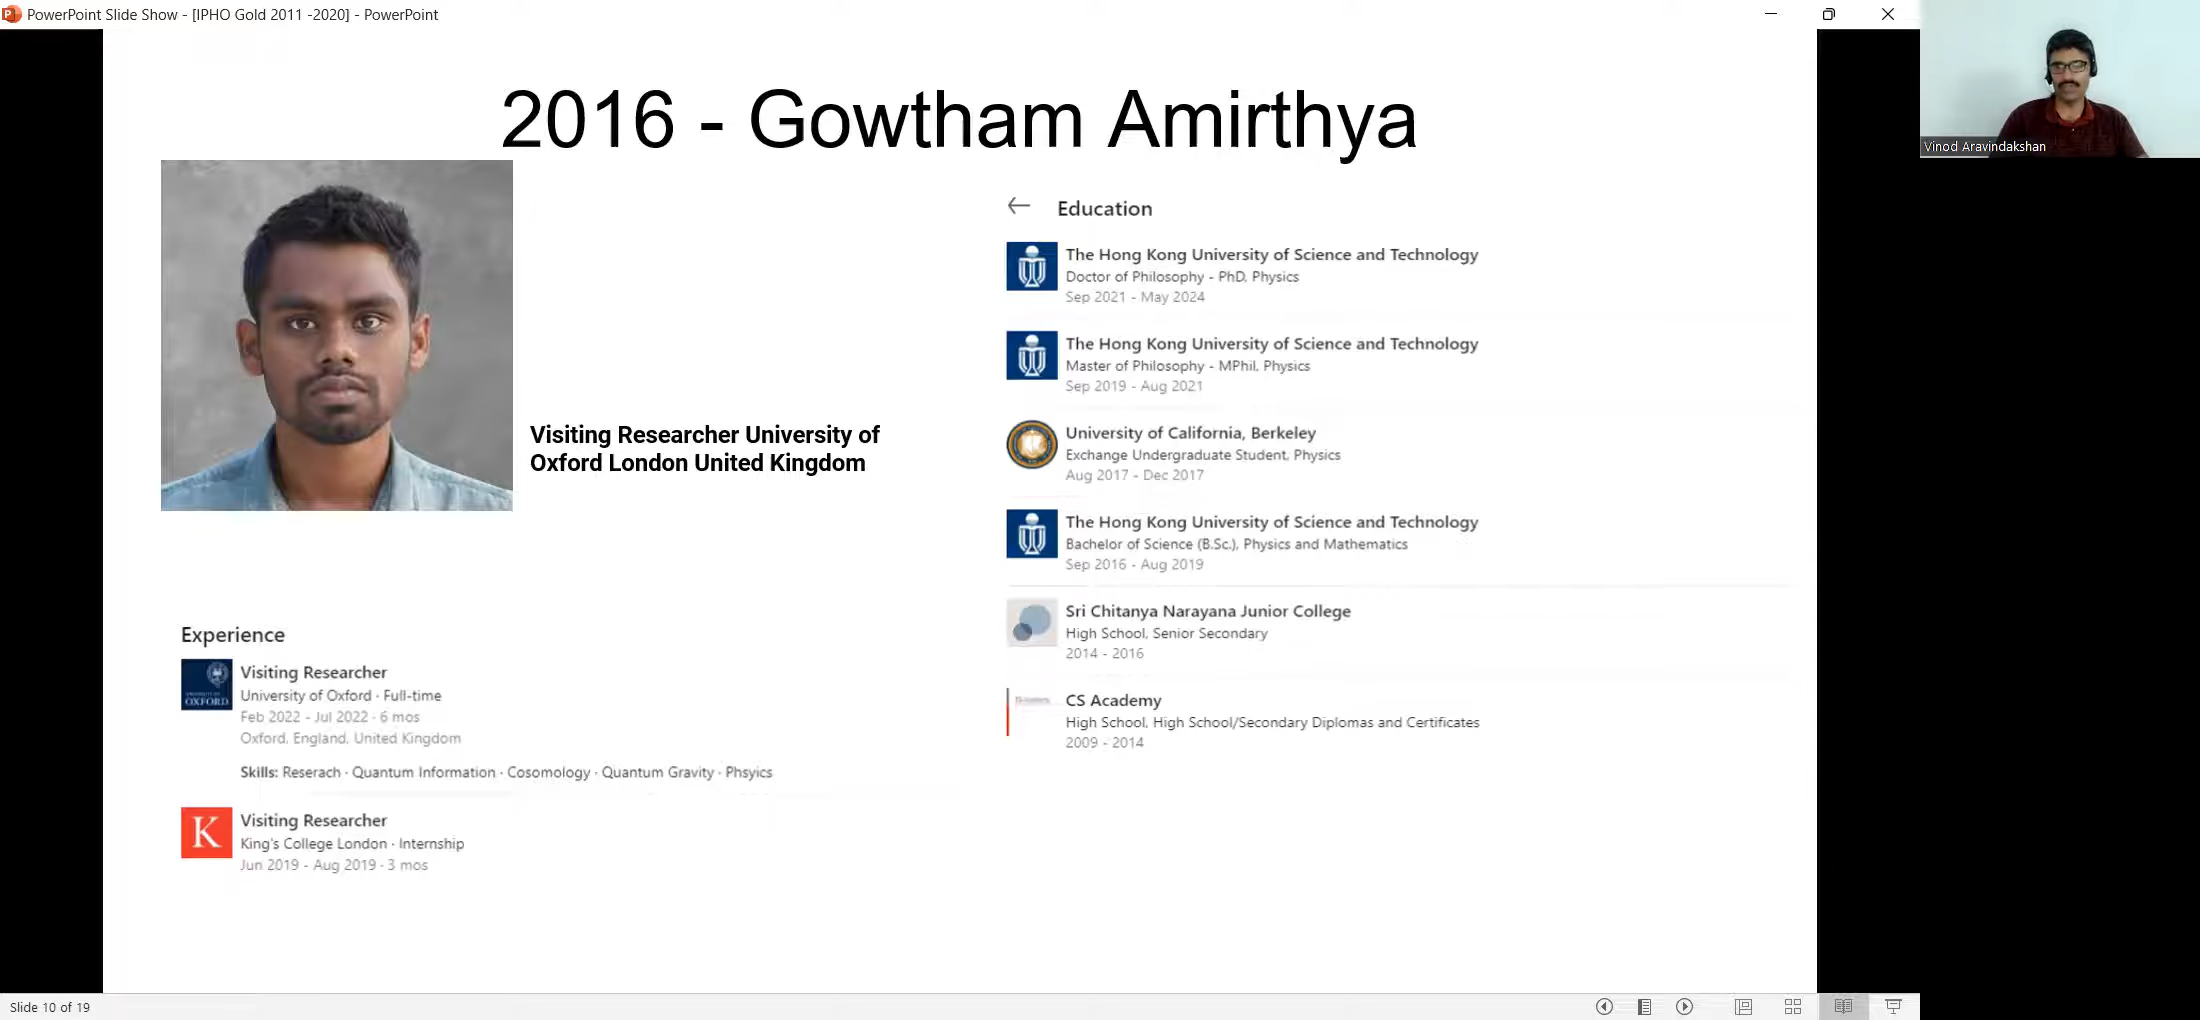 PowerPoint Slide Show - [IPHO Gold 2011 -2020] - PowerPoint
Vinod Aravindakshan
2016 - Gowtham Amirthya
Visiting Researcher University of
Oxford London United Kingdom
Experience
UNIVERSITY OF
OXFORD
Visiting Researcher
University of Oxford · Full-time
Feb 2022 - Jul 2022 · 6 mos
Oxford, England, United Kingdom
Skills: Reserach · Quantum Information · Cosomology · Quantum Gravity · Phsyics
K
Visiting Researcher
King's College London · Internship
Jun 2019 - Aug 2019 · 3 mos
Education
The Hong Kong University of Science and Technology
Doctor of Philosophy - PhD, Physics
Sep 2021 - May 2024
The Hong Kong University of Science and Technology
Master of Philosophy - MPhil, Physics
Sep 2019 - Aug 2021
University of California, Berkeley
Exchange Undergraduate Student, Physics
Aug 2017 - Dec 2017
The Hong Kong University of Science and Technology
Bachelor of Science (B.Sc.), Physics and Mathematics
Sep 2016 - Aug 2019
Sri Chitanya Narayana Junior College
High School, Senior Secondary
2014 - 2016
CS Academy
High School, High School/Secondary Diplomas and Certificates
2009 - 2014
Slide 10 of 19